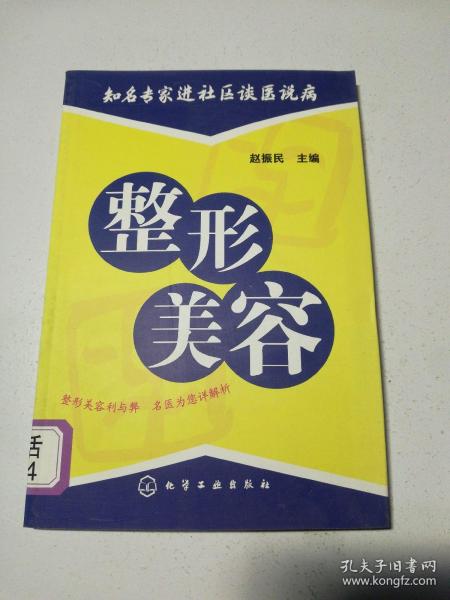 知名专家进社区谈医说病
赵振民 主编
整形
美容
整形美容利与弊 名医为您详解析
舌
4
化学工业出版社
孔夫子旧书网
www.kongfz.com